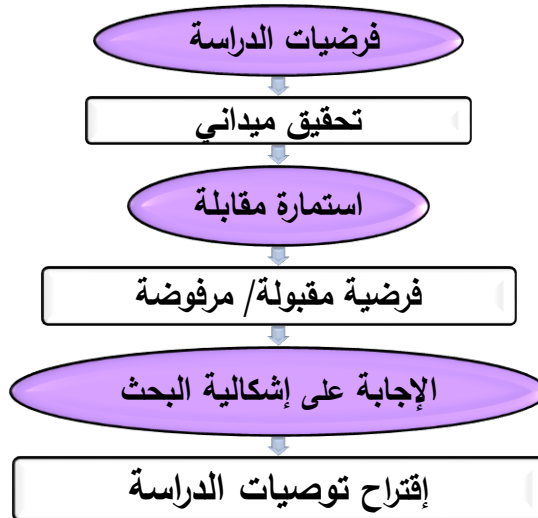 فرضيات الدراسة
تحقيق ميداني
استمارة مقابلة
فرضية مقبولة/ مرفوضة
الإجابة على إشكالية البحث
إقتراح توصيات الدراسة